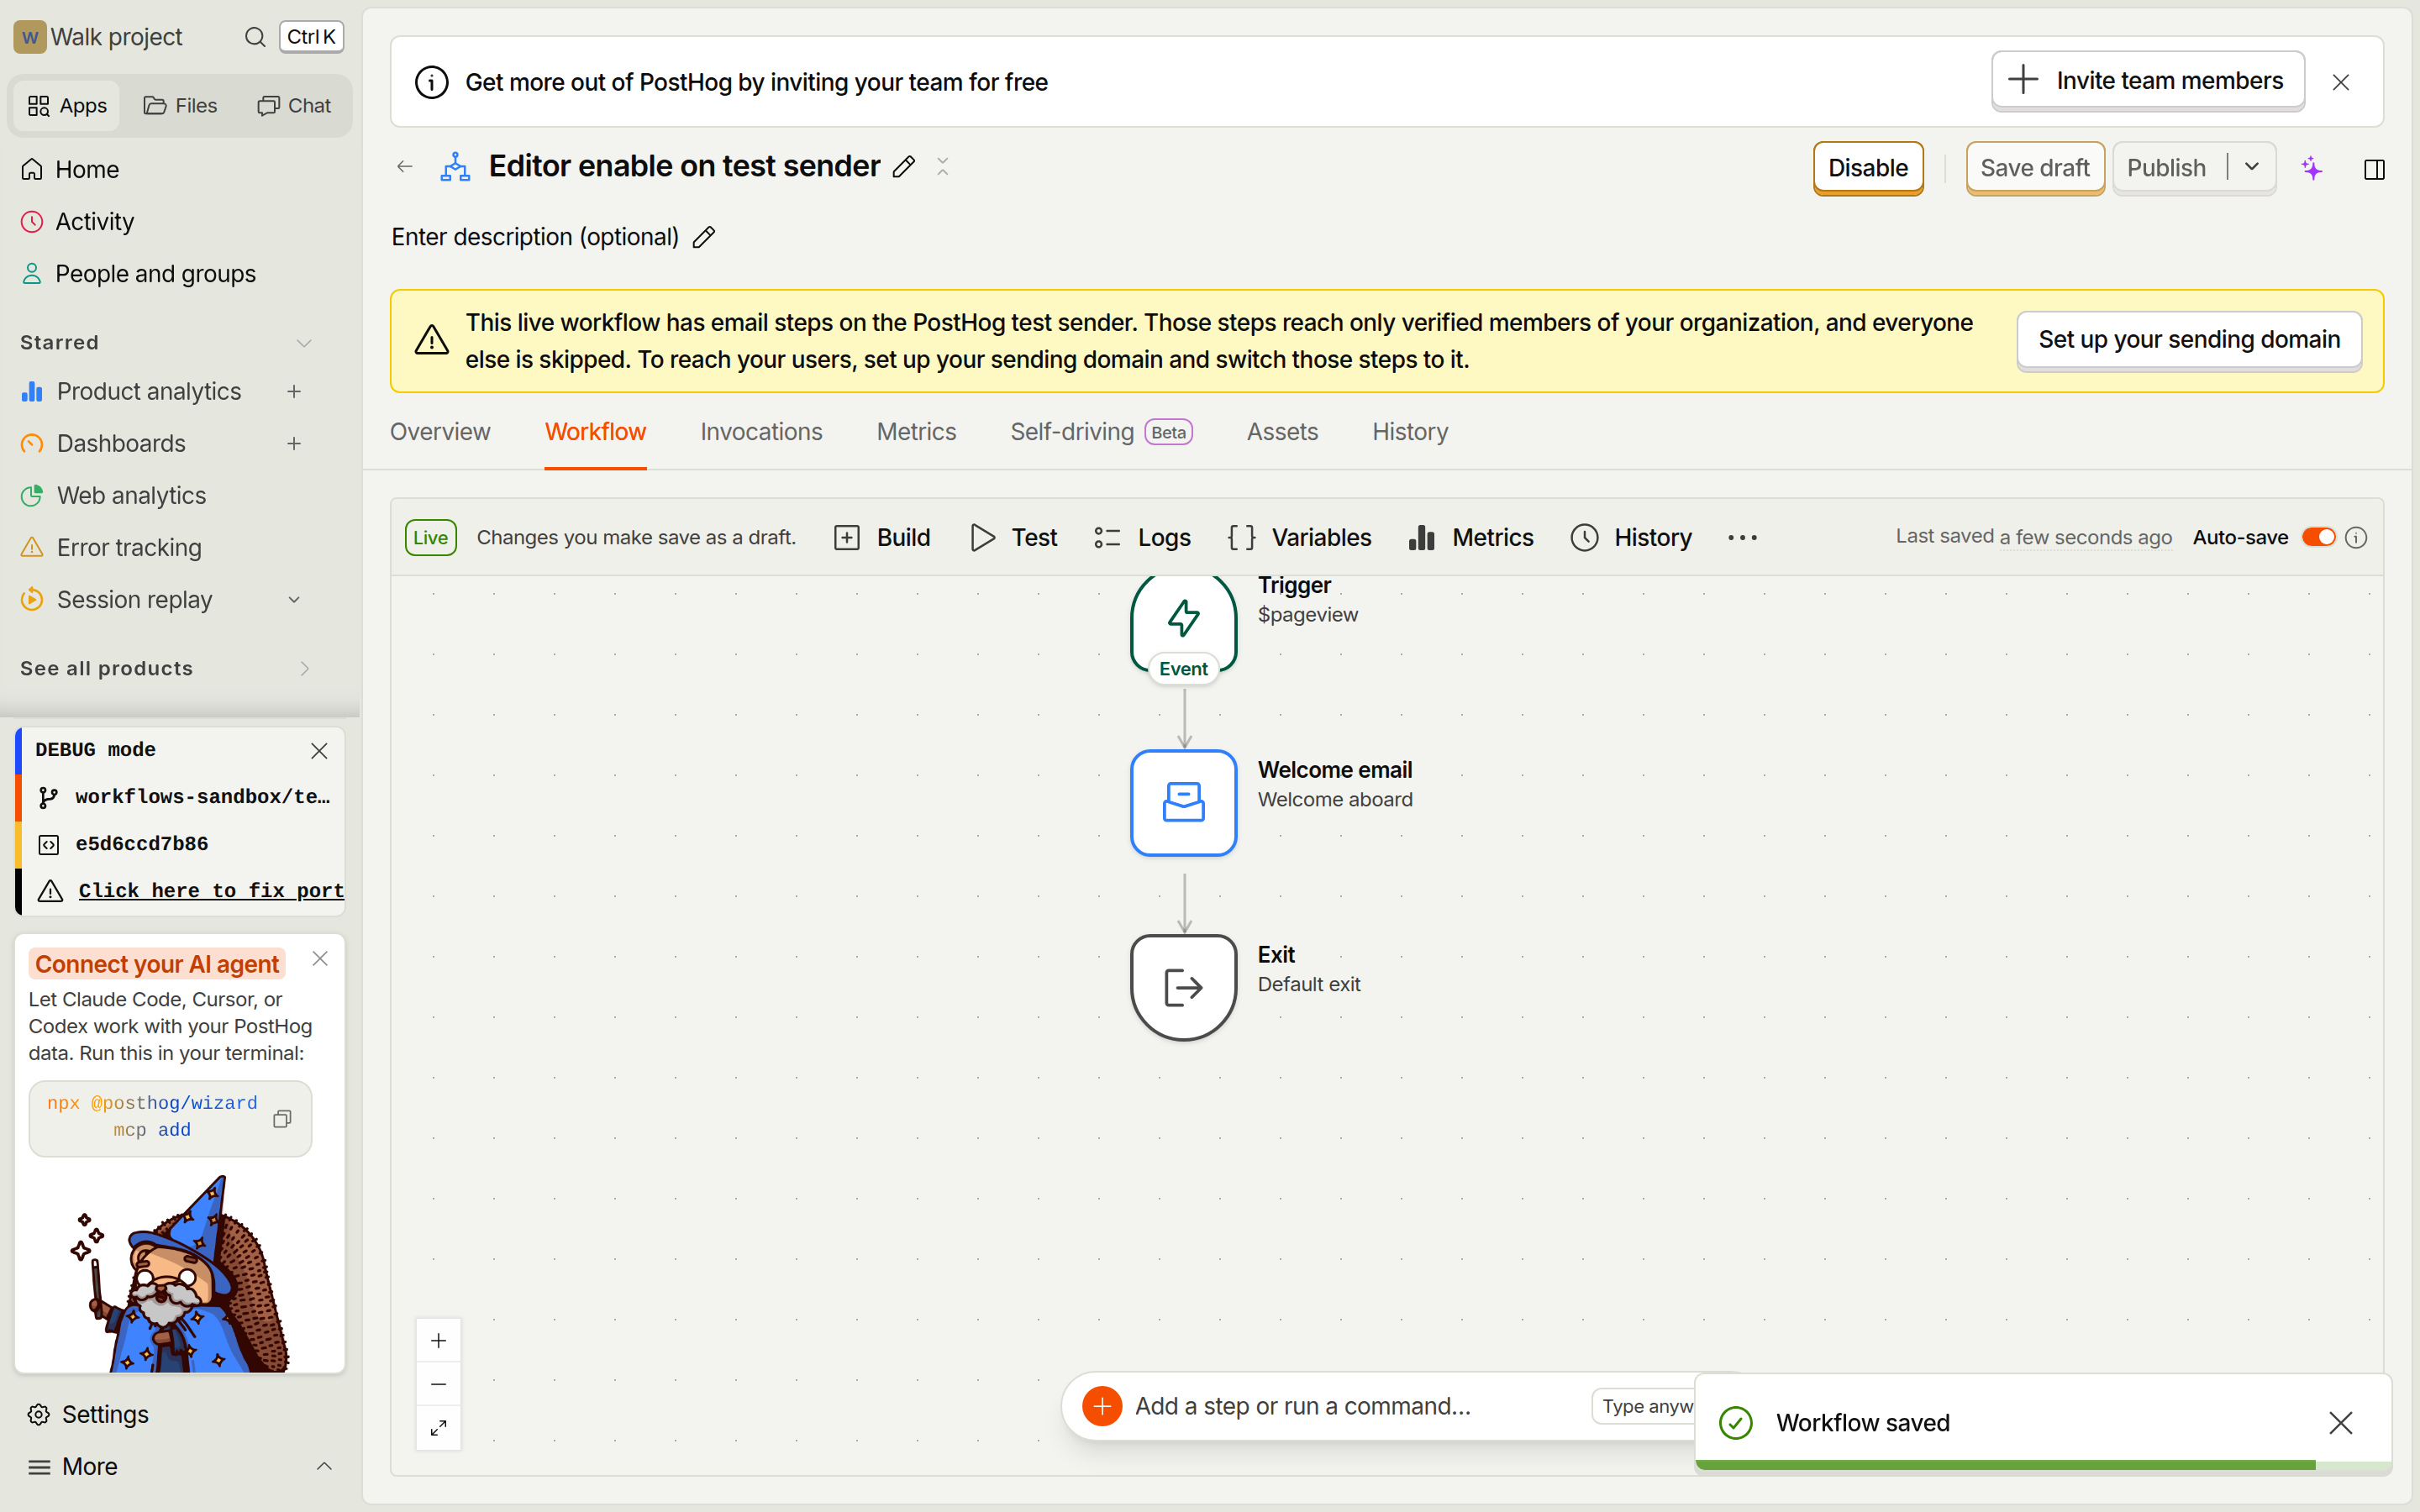 W Walk project Ctrl K
Apps Files Chat
Home
Activity
People and groups
Starred
Product analytics
Dashboards
Web analytics
Error tracking
Session replay
See all products
DEBUG mode
workflows-sandbox/te…
e5d6ccd7b86
Click here to fix port
Connect your AI agent
Let Claude Code, Cursor, or
Codex work with your PostHog
data. Run this in your terminal:
npx @posthog/wizard
mcp add
Settings
More
Get more out of PostHog by inviting your team for free
Invite team members
Editor enable on test sender
Disable
Save draft
Publish
Enter description (optional)
This live workflow has email steps on the PostHog test sender. Those steps reach only verified members of your organization, and everyone
else is skipped. To reach your users, set up your sending domain and switch those steps to it.
Set up your sending domain
Overview Workflow Invocations Metrics Self-driving Beta Assets History
Live Changes you make save as a draft. Build Test Logs Variables Metrics History Last saved a few seconds ago Auto-save
Trigger
$pageview
Event
Welcome email
Welcome aboard
Exit
Default exit
Add a step or run a command...
Type anyw
Workflow saved